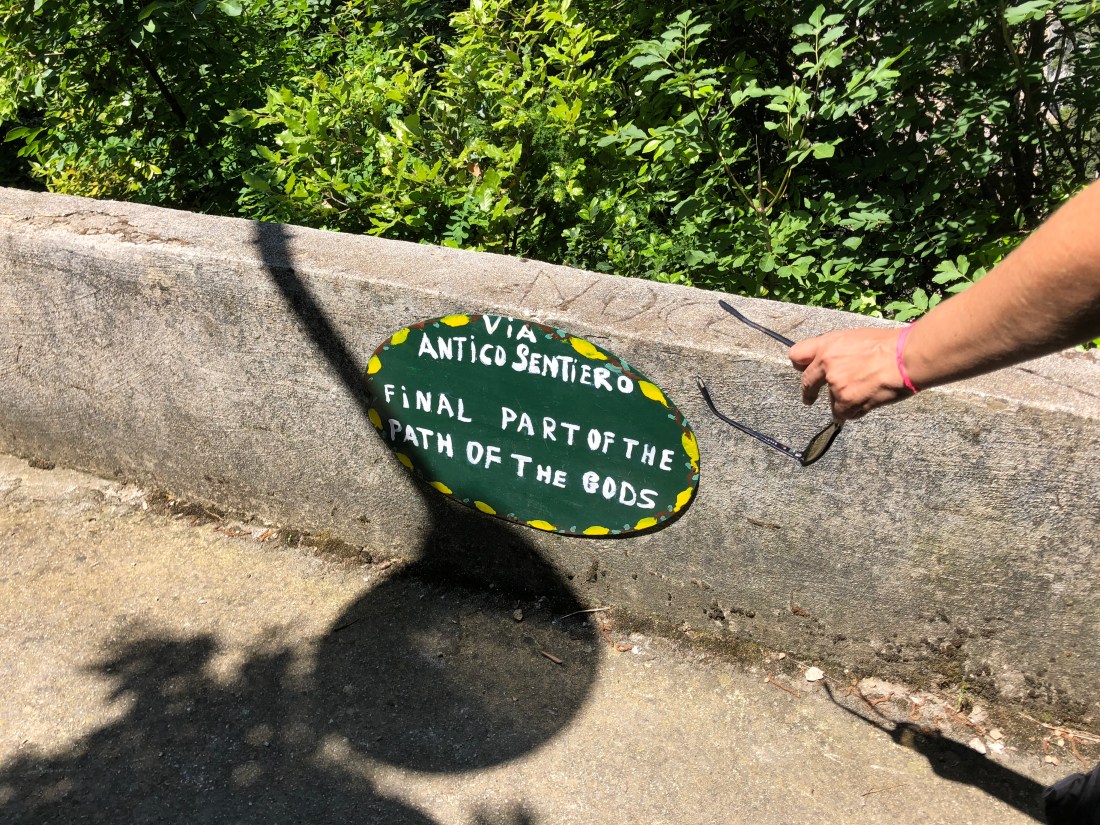 ViA
ANTICO SENTIERO
FiNAL PART OF THE
PATH OF THE GODS